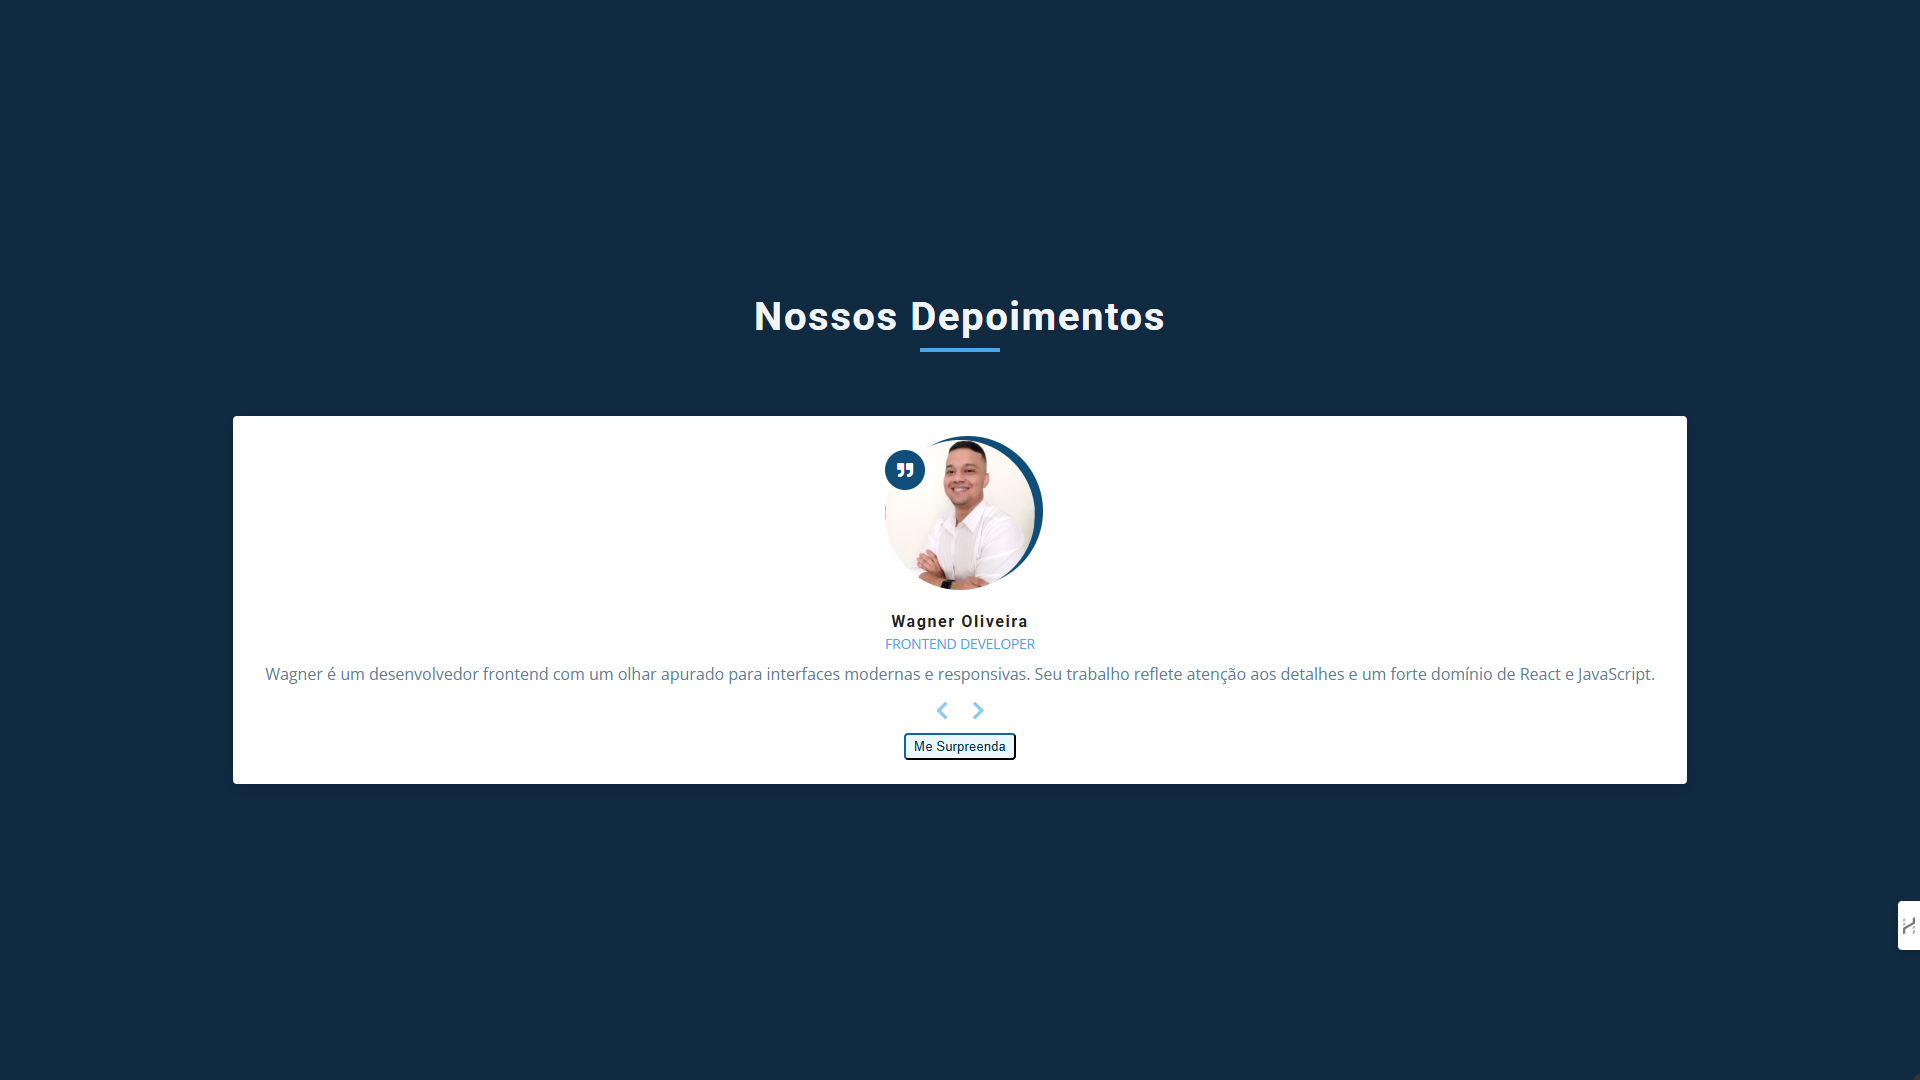 Nossos Depoimentos
Wagner Oliveira
FRONTEND DEVELOPER
Wagner é um desenvolvedor frontend com um olhar apurado para interfaces modernas e responsivas. Seu trabalho reflete atenção aos detalhes e um forte domínio de React e JavaScript.
Me Surpreenda